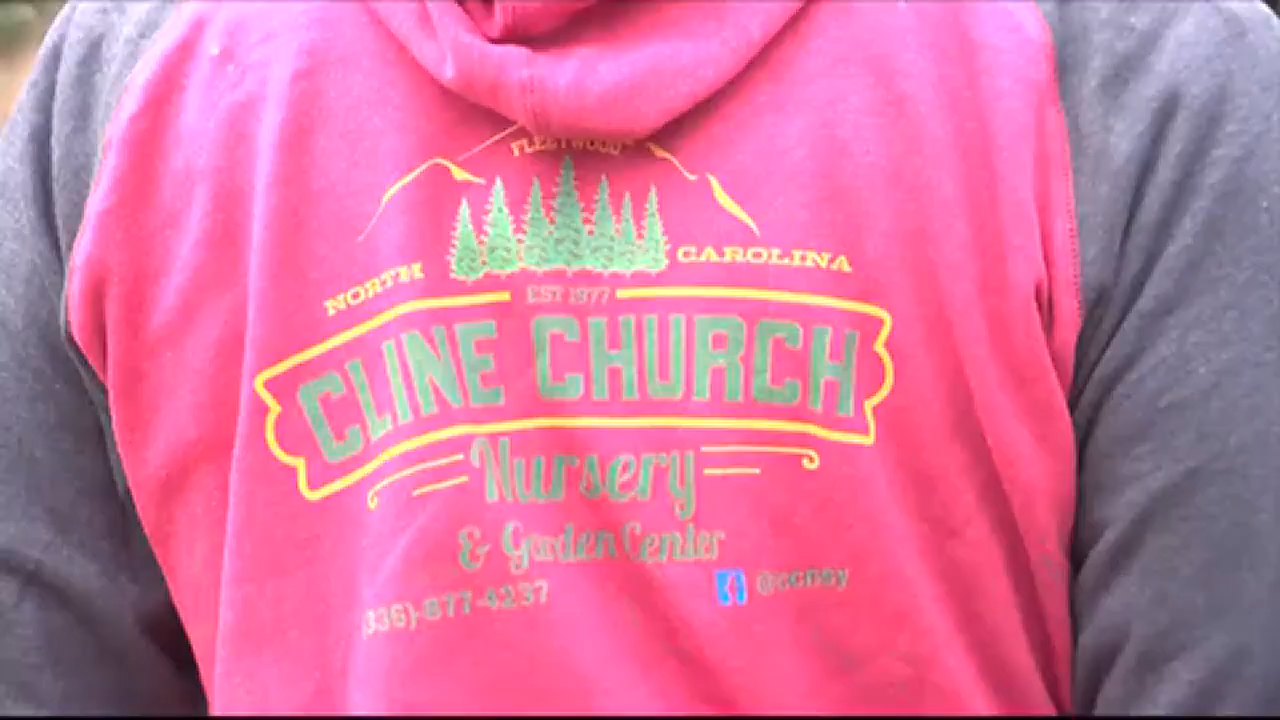 FLEETWOOD
NORTH CAROLINA
EST 1977
CLINE CHURCH
Nursery
& Garden Center
(336)-877-4237